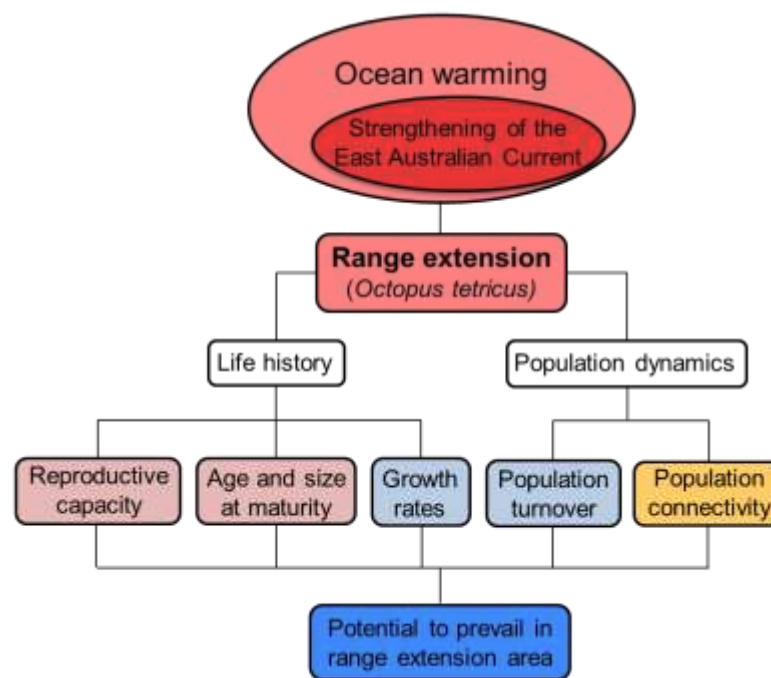 Ocean warming
Strengthening of the
East Australian Current
Range extension
(Octopus tetricus)
Life history
Population dynamics
Reproductive
capacity
Age and size
at maturity
Growth
rates
Population
turnover
Population
connectivity
Potential to prevail in
range extension area